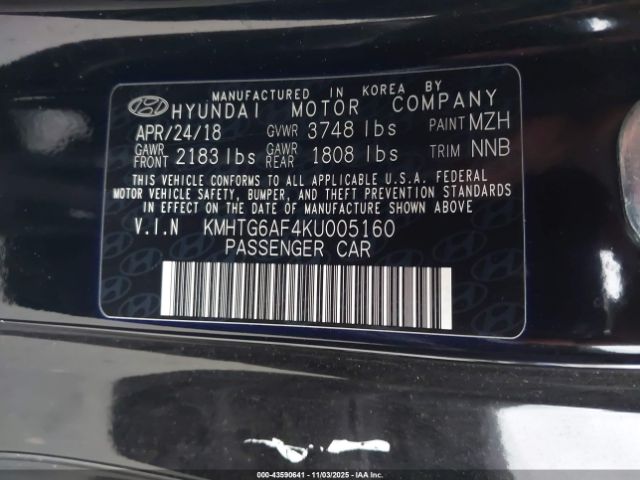 MANUFACTURED IN KOREA BY
HYUNDAI MOTOR COMPANY
APR/24/18 GVWR 3748 lbs PAINT MZH
GAWR FRONT 2183 lbs GAWR REAR 1808 lbs TRIM NNB
THIS VEHICLE CONFORMS TO ALL APPLICABLE U.S.A. FEDERAL
MOTOR VEHICLE SAFETY, BUMPER, AND THEFT PREVENTION STANDARDS
IN EFFECT ON THE DATE OF MANUFACTURE SHOWN ABOVE
V.I.N KMHTG6AF4KU005160
PASSENGER CAR
000-43590641 - 11/03/2025 - IAA Inc.